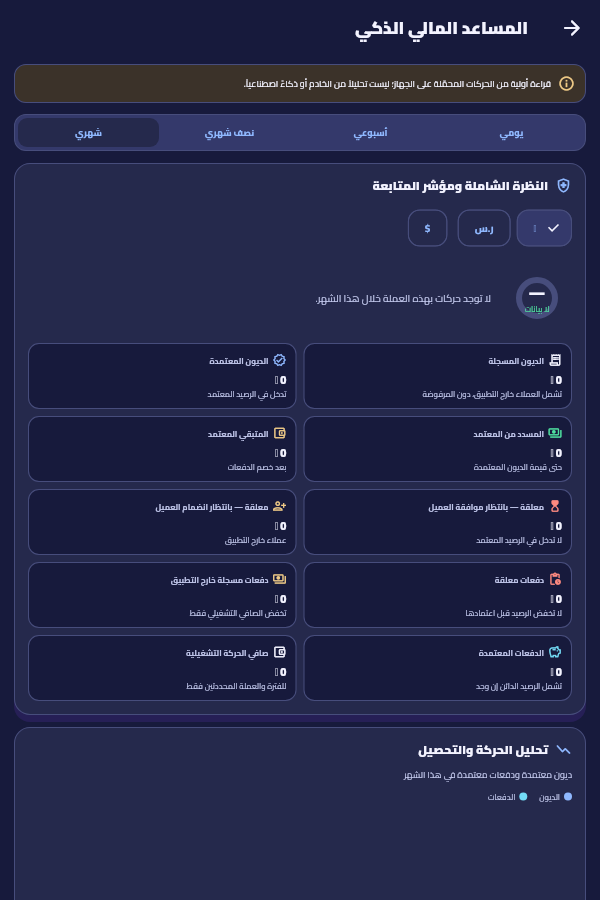 المساعد المالي الذكي
قراءة أولية من الحركات المحمّلة على الجهاز؛ ليست تحليلاً من الخادم أو ذكاءً اصطناعياً.
يومي
أسبوعي
نصف شهري
شهري
النظرة الشاملة ومؤشر المتابعة
ر.س
$
—
لا بيانات
لا توجد حركات بهذه العملة خلال هذا الشهر.
الديون المسجلة
0
تشمل العملاء خارج التطبيق، دون المرفوضة
الديون المعتمدة
0
تدخل في الرصيد المعتمد
المسدد من المعتمد
0
حتى قيمة الديون المعتمدة
المتبقي المعتمد
0
بعد خصم الدفعات
معلقة — بانتظار موافقة العميل
0
لا تدخل في الرصيد المعتمد
معلقة — بانتظار انضمام العميل
0
عملاء خارج التطبيق
دفعات معلقة
0
لا تخفض الرصيد قبل اعتمادها
دفعات مسجلة خارج التطبيق
0
تخفض الرصيد التشغيلي فقط
الدفعات المعتمدة
0
تشمل الرصيد الدائن إن وجد
صافي الحركة التشغيلية
0
للفترة والعملة المحددتين فقط
تحليل الحركة والتحصيل
ديون معتمدة ودفعات معتمدة في هذا الشهر
الديون
الدفعات